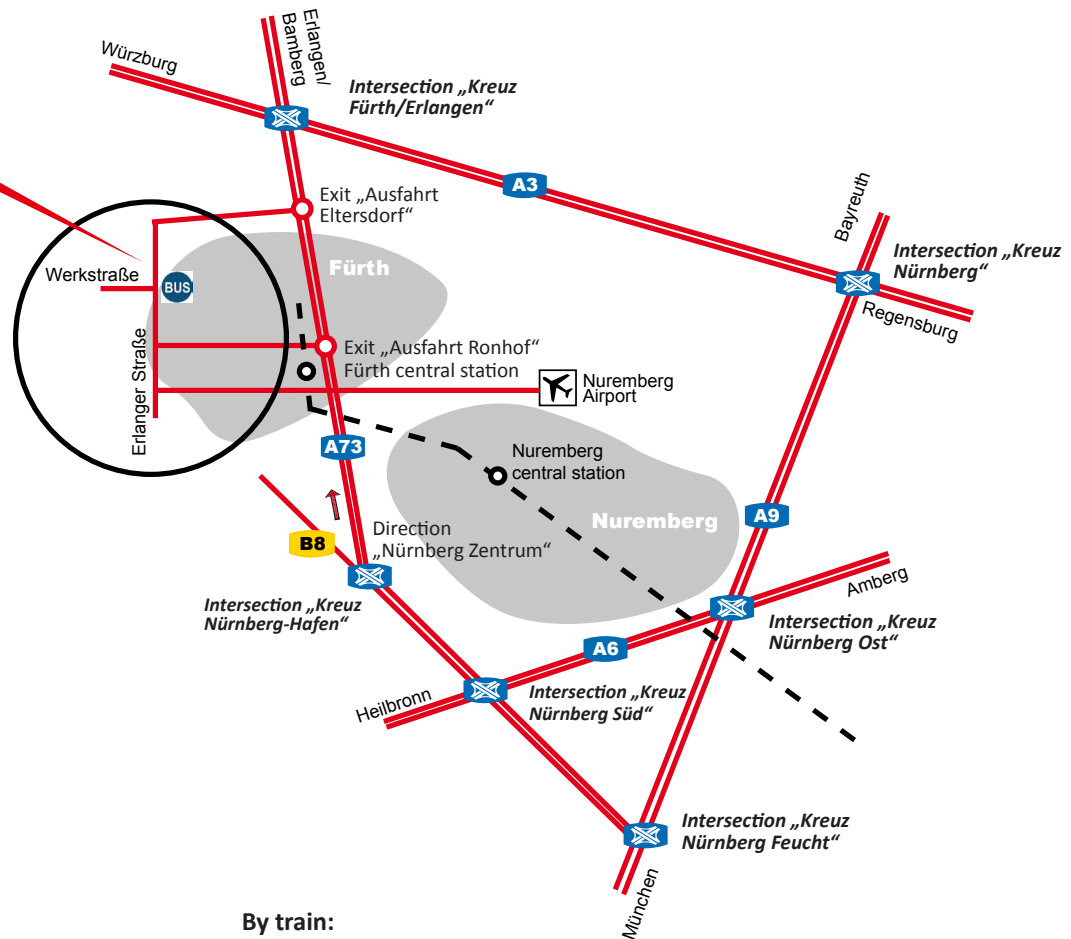 Würzburg
Erlangen/
Bamberg
Intersection „Kreuz
Fürth/Erlangen“
A3
Bayreuth
Exit „Ausfahrt
Eltersdorf“
Intersection „Kreuz
Nürnberg“
Regensburg
Fürth
Werkstraße
BUS
Erlanger Straße
Exit „Ausfahrt Ronhof“
Fürth central station
Nuremberg
Airport
A73
Nuremberg
central station
Nuremberg
A9
B8
Direction
„Nürnberg Zentrum“
Amberg
Intersection „Kreuz
Nürnberg-Hafen“
Intersection „Kreuz
Nürnberg Ost“
A6
Heilbronn
Intersection „Kreuz
Nürnberg Süd“
Intersection „Kreuz
Nürnberg Feucht“
München
By train: